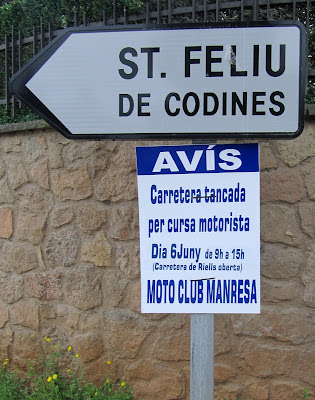 ST. FELIU
DE CODINES
AVÍS
Carretera tancada
per cursa motorista
Dia 6Juny de 9h a 15h
(Carretera de Riells oberta)
MOTO CLUB MANRESA